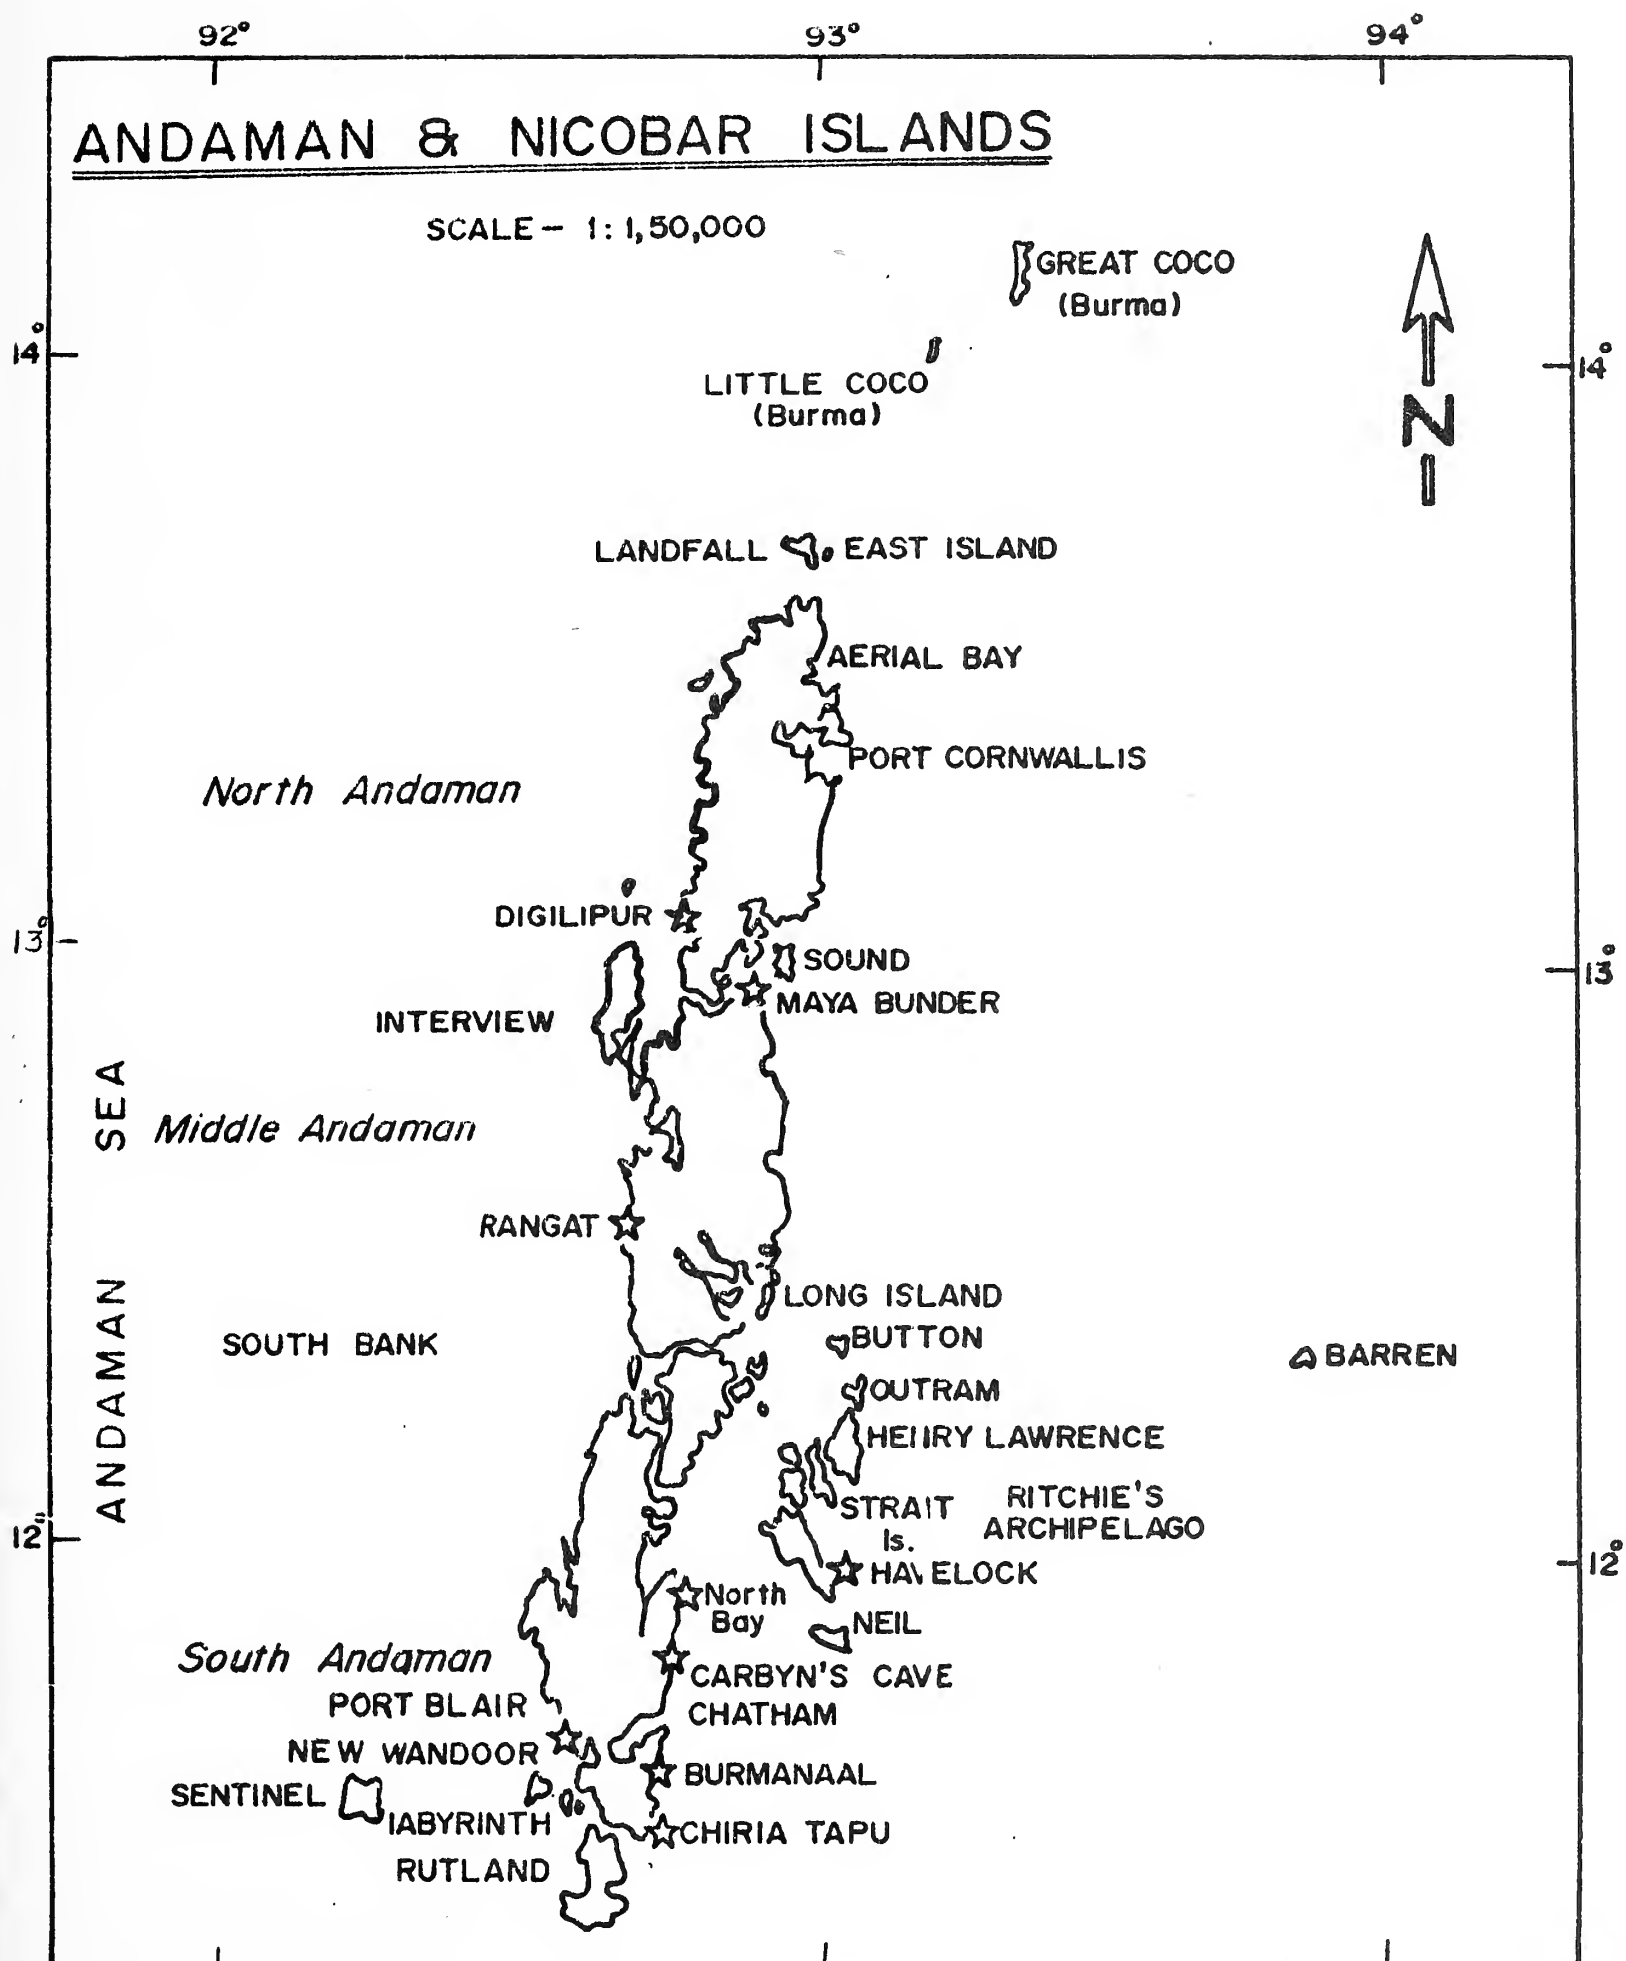 92° 93° 94°
ANDAMAN & NICOBAR ISLANDS
SCALE - 1: 1,50,000
GREAT COCO
(Burma)
14° 14°
LITTLE COCO
(Burma)
N
LANDFALL EAST ISLAND
AERIAL BAY
PORT CORNWALLIS
North Andaman
DIGILIPUR
13° 13°
SOUND
MAYA BUNDER
INTERVIEW
ANDAMAN SEA
Middle Andaman
RANGAT
LONG ISLAND
SOUTH BANK
BUTTON
BARREN
OUTRAM
HENRY LAWRENCE
RITCHIE'S
ARCHIPELAGO
STRAIT
Is.
12° 12°
HAVELOCK
North
Bay
NEIL
South Andaman
CARBYN'S CAVE
PORT BLAIR
CHATHAM
NEW WANDOOR
BURMANAAL
SENTINEL
LABYRINTH
CHIRIA TAPU
RUTLAND